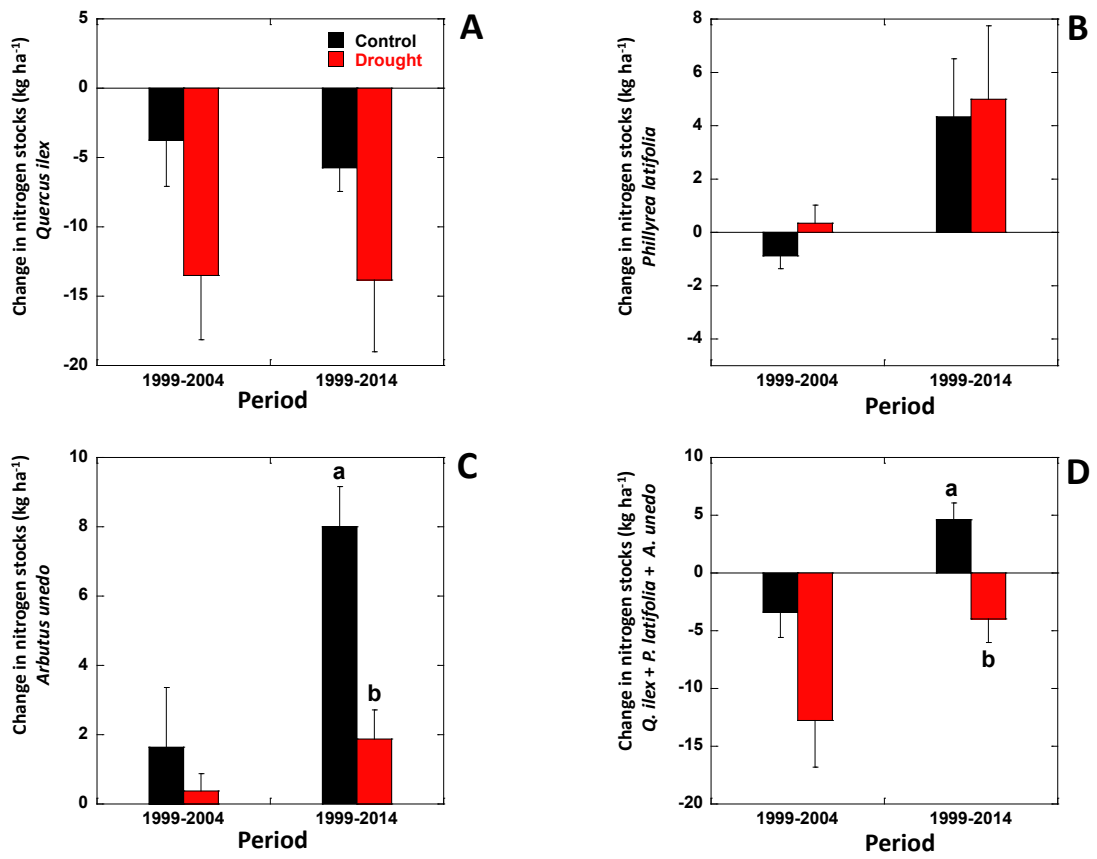 A
Control
Drought
5
0
-5
-10
-15
-20
Change in nitrogen stocks (kg ha⁻¹)
Quercus ilex
1999-2004
1999-2014
Period
B
8
6
4
2
0
-2
-4
Change in nitrogen stocks (kg ha⁻¹)
Phillyrea latifolia
1999-2004
1999-2014
Period
C
10
8
6
4
2
0
a
b
Change in nitrogen stocks (kg ha⁻¹)
Arbutus unedo
1999-2004
1999-2014
Period
D
10
5
0
-5
-10
-15
-20
a
b
Change in nitrogen stocks (kg ha⁻¹)
Q. ilex + P. latifolia + A. unedo
1999-2004
1999-2014
Period